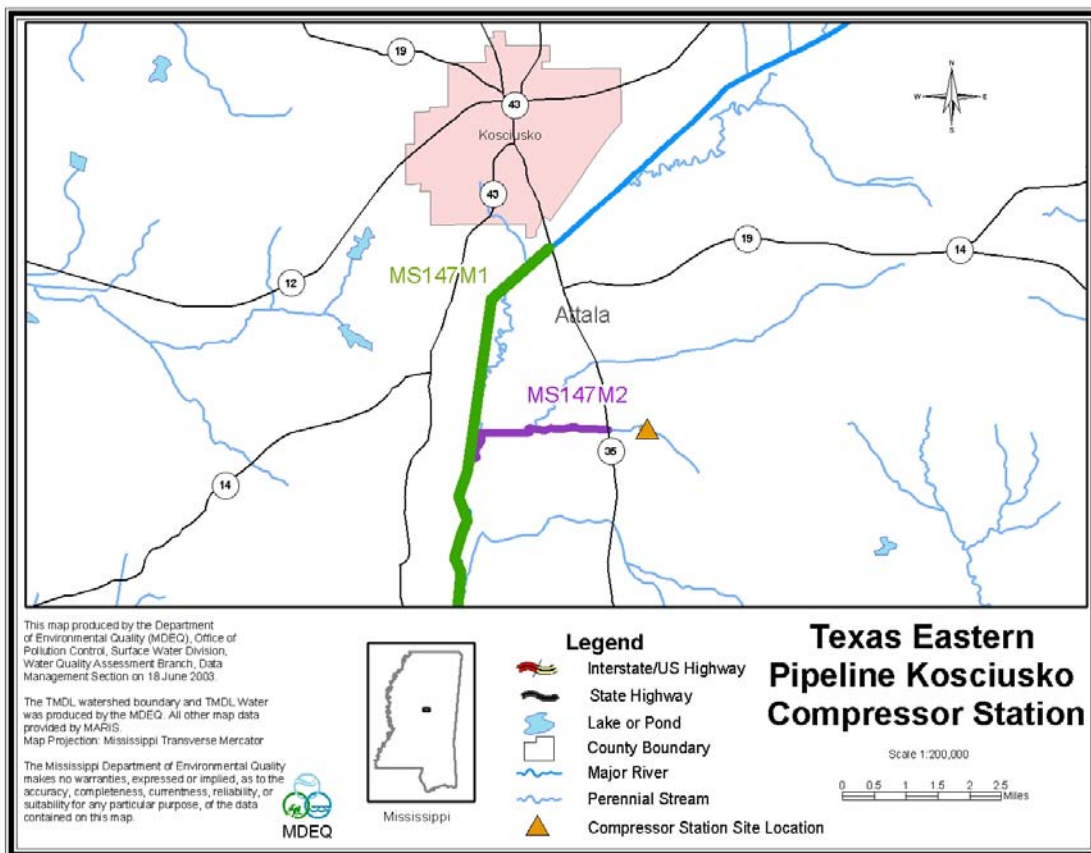 19
43
Kosciusko
43
N
W
E
S
19
14
12
MS147M1
Attala
MS147M2
35
14
This map produced by the Department
of Environmental Quality (MDEQ), Office of
Pollution Control, Surface Water Division,
Water Quality Assessment Branch, Data
Management Section on 18 June 2003.
The TMDL watershed boundary and TMDL Water
was produced by the MDEQ. All other map data
provided by MARIS.
Map Projection: Mississippi Transverse Mercator
The Mississippi Department of Environmental Quality
makes no warranties, expressed or implied, as to the
accuracy, completeness, currentness, reliability, or
suitability for any particular purpose, of the data
contained on this map.
MDEQ
Mississippi
Legend
Interstate/US Highway
State Highway
Lake or Pond
County Boundary
Major River
Perennial Stream
Compressor Station Site Location
Texas Eastern
Pipeline Kosciusko
Compressor Station
Scale 1:200,000
0 0.5 1 1.5 2 2.5
Miles